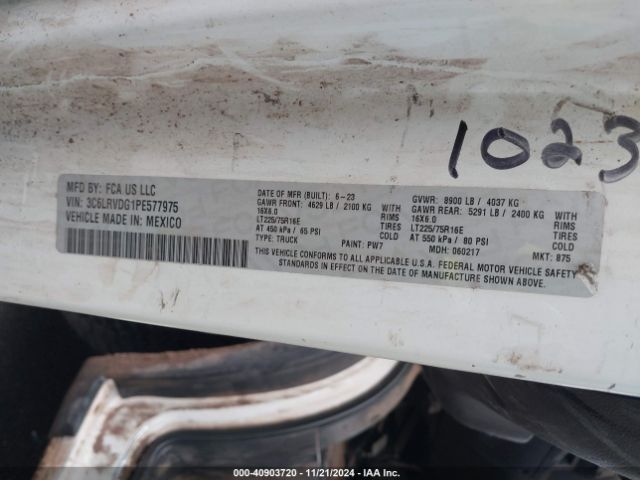 1023
MFD BY: FCA US LLC
VIN: 3C6LRVDG1PE577975
VEHICLE MADE IN MEXICO
DATE OF MFR (BUILT): 6-23
GAWR FRONT: 4629 LB / 2100 KG
16X6.0 RIMS
LT225/75R16E TIRES
AT 450 kPa / 65 PSI COLD
TYPE: TRUCK PAINT: PW7
GVWR: 8900 LB / 4037 KG
GAWR REAR: 5291 LB / 2400 KG
16X6.0 RIMS
LT225/75R16E TIRES
AT 550 kPa / 80 PSI COLD
MDH: 060217 MKT: 875
THIS VEHICLE CONFORMS TO ALL APPLICABLE U.S.A. FEDERAL MOTOR VEHICLE SAFETY
STANDARDS IN EFFECT ON THE DATE OF MANUFACTURE SHOWN ABOVE.
000-40903720 - 11/21/2024 - IAA Inc.